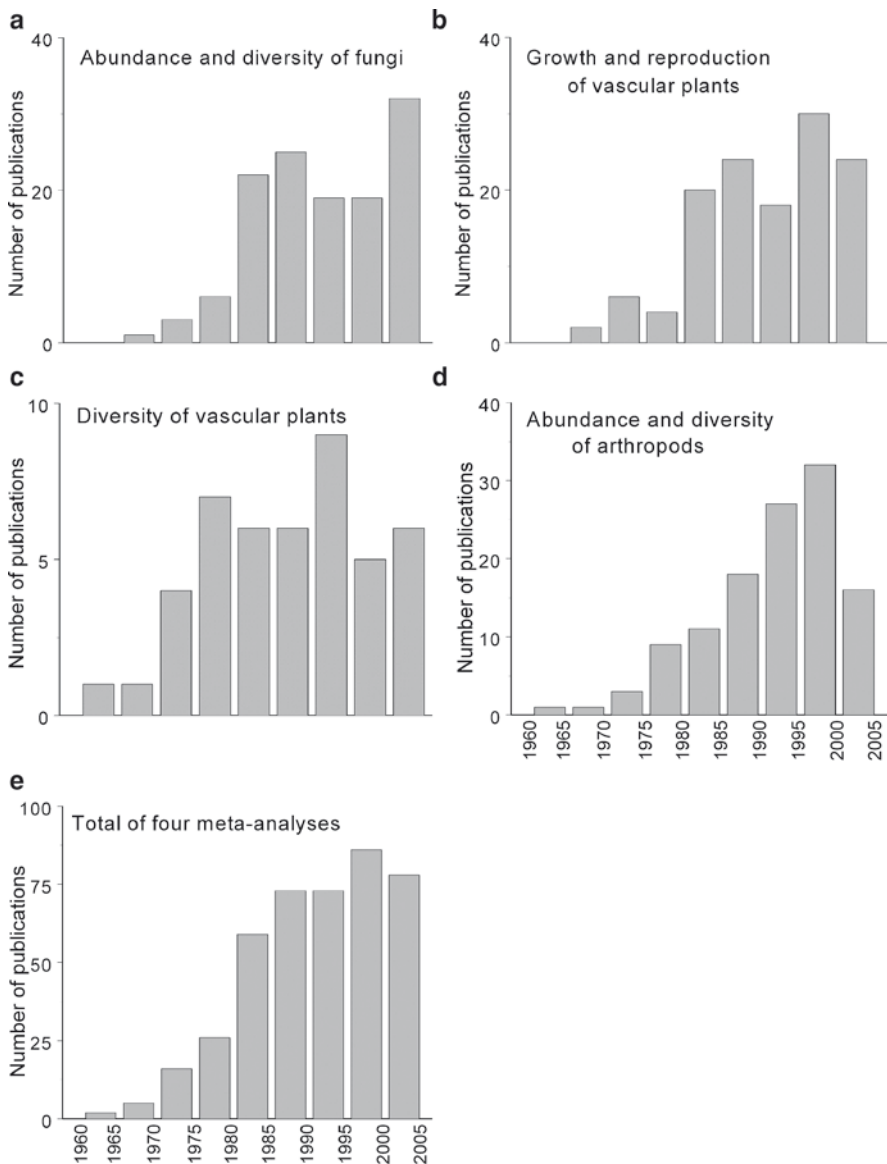 a
40
Abundance and diversity of fungi
20
0
Number of publications
b
40
Growth and reproduction
of vascular plants
20
0
Number of publications
c
10
Diversity of vascular plants
5
0
Number of publications
d
40
Abundance and diversity
of arthropods
30
20
10
0
Number of publications
1960
1965
1970
1975
1980
1985
1990
1995
2000
2005
e
100
Total of four meta-analyses
75
50
25
0
Number of publications
1960
1965
1970
1975
1980
1985
1990
1995
2000
2005